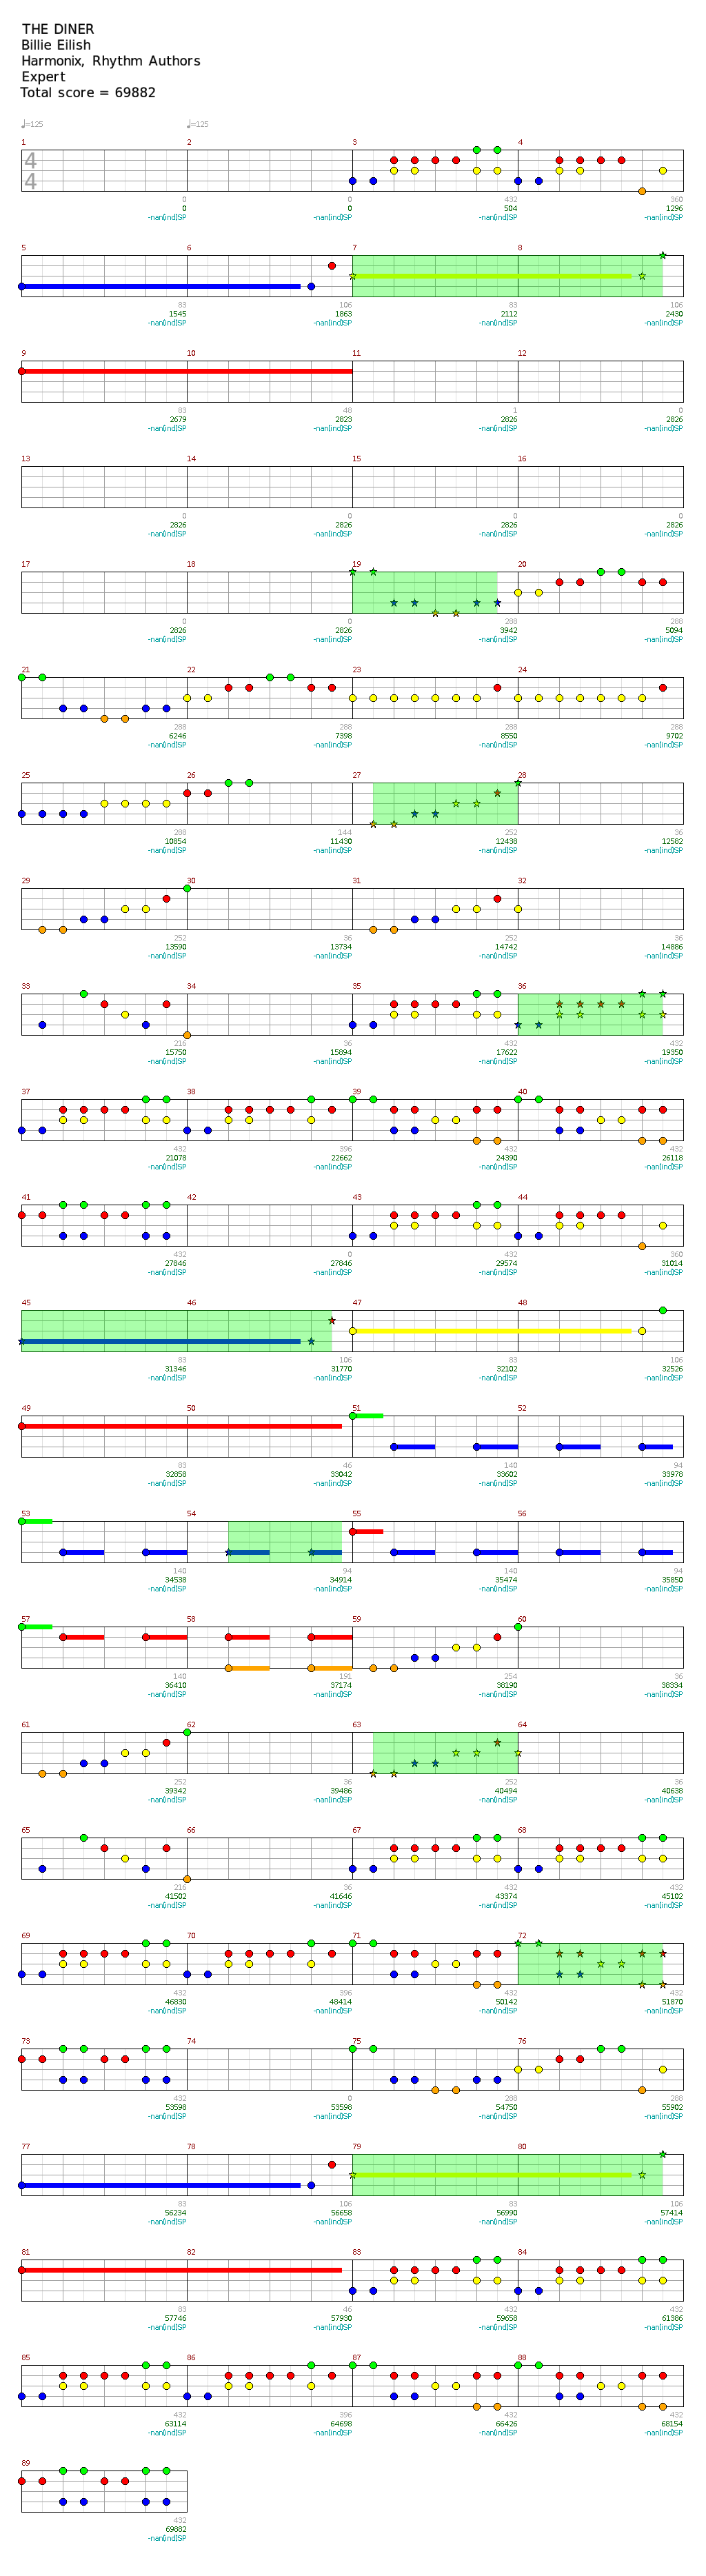 THE DINER
Billie Eilish
Harmonix, Rhythm Authors
Expert
Total score = 69882
♩=125 ♩=125
1 2 3 4
4
4
0 0 432 360
0 0 504 1296
-nan(ind)SP -nan(ind)SP -nan(ind)SP -nan(ind)SP
5 6 7 8
83 106 83 106
1545 1863 2112 2430
-nan(ind)SP -nan(ind)SP -nan(ind)SP -nan(ind)SP
9 10 11 12
83 48 1 0
2679 2823 2826 2826
-nan(ind)SP -nan(ind)SP -nan(ind)SP -nan(ind)SP
13 14 15 16
0 0 0 0
2826 2826 2826 2826
-nan(ind)SP -nan(ind)SP -nan(ind)SP -nan(ind)SP
17 18 19 20
0 0 288 288
2826 2826 3942 5094
-nan(ind)SP -nan(ind)SP -nan(ind)SP -nan(ind)SP
21 22 23 24
288 288 288 288
6246 7398 8550 9702
-nan(ind)SP -nan(ind)SP -nan(ind)SP -nan(ind)SP
25 26 27 28
288 144 252 36
10854 11430 12438 12582
-nan(ind)SP -nan(ind)SP -nan(ind)SP -nan(ind)SP
29 30 31 32
252 36 252 36
13590 13734 14742 14886
-nan(ind)SP -nan(ind)SP -nan(ind)SP -nan(ind)SP
33 34 35 36
216 36 432 432
15750 15894 17622 19350
-nan(ind)SP -nan(ind)SP -nan(ind)SP -nan(ind)SP
37 38 39 40
432 396 432 432
21078 22662 24390 26118
-nan(ind)SP -nan(ind)SP -nan(ind)SP -nan(ind)SP
41 42 43 44
432 0 432 360
27846 27846 29574 31014
-nan(ind)SP -nan(ind)SP -nan(ind)SP -nan(ind)SP
45 46 47 48
83 106 83 106
31346 31770 32102 32526
-nan(ind)SP -nan(ind)SP -nan(ind)SP -nan(ind)SP
49 50 51 52
83 46 140 94
32858 33042 33602 33978
-nan(ind)SP -nan(ind)SP -nan(ind)SP -nan(ind)SP
53 54 55 56
140 94 140 94
34538 34914 35474 35850
-nan(ind)SP -nan(ind)SP -nan(ind)SP -nan(ind)SP
57 58 59 60
140 191 254 36
36410 37174 38190 38334
-nan(ind)SP -nan(ind)SP -nan(ind)SP -nan(ind)SP
61 62 63 64
252 36 252 36
39342 39486 40494 40638
-nan(ind)SP -nan(ind)SP -nan(ind)SP -nan(ind)SP
65 66 67 68
216 36 432 432
41502 41646 43374 45102
-nan(ind)SP -nan(ind)SP -nan(ind)SP -nan(ind)SP
69 70 71 72
432 396 432 432
46830 48414 50142 51870
-nan(ind)SP -nan(ind)SP -nan(ind)SP -nan(ind)SP
73 74 75 76
432 0 288 288
53598 53598 54750 55902
-nan(ind)SP -nan(ind)SP -nan(ind)SP -nan(ind)SP
77 78 79 80
83 106 83 106
56234 56658 56990 57414
-nan(ind)SP -nan(ind)SP -nan(ind)SP -nan(ind)SP
81 82 83 84
83 46 432 432
57746 57930 59658 61386
-nan(ind)SP -nan(ind)SP -nan(ind)SP -nan(ind)SP
85 86 87 88
432 396 432 432
63114 64698 66426 68154
-nan(ind)SP -nan(ind)SP -nan(ind)SP -nan(ind)SP
89
432
69882
-nan(ind)SP